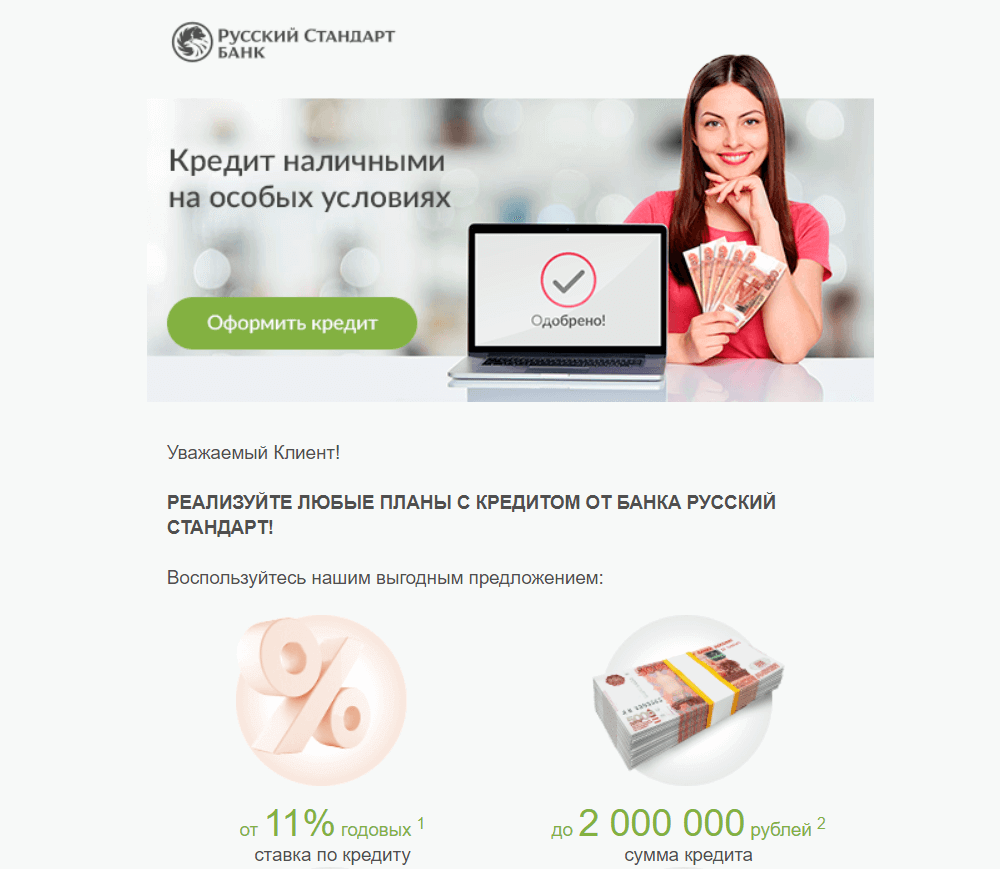 Русский Стандарт
БАНК
Кредит наличными
на особых условиях
Оформить кредит
Одобрено!
Уважаемый Клиент!
РЕАЛИЗУЙТЕ ЛЮБЫЕ ПЛАНЫ С КРЕДИТОМ ОТ БАНКА РУССКИЙ
СТАНДАРТ!
Воспользуйтесь нашим выгодным предложением:
от 11% годовых 1
ставка по кредиту
до 2 000 000 рублей 2
сумма кредита